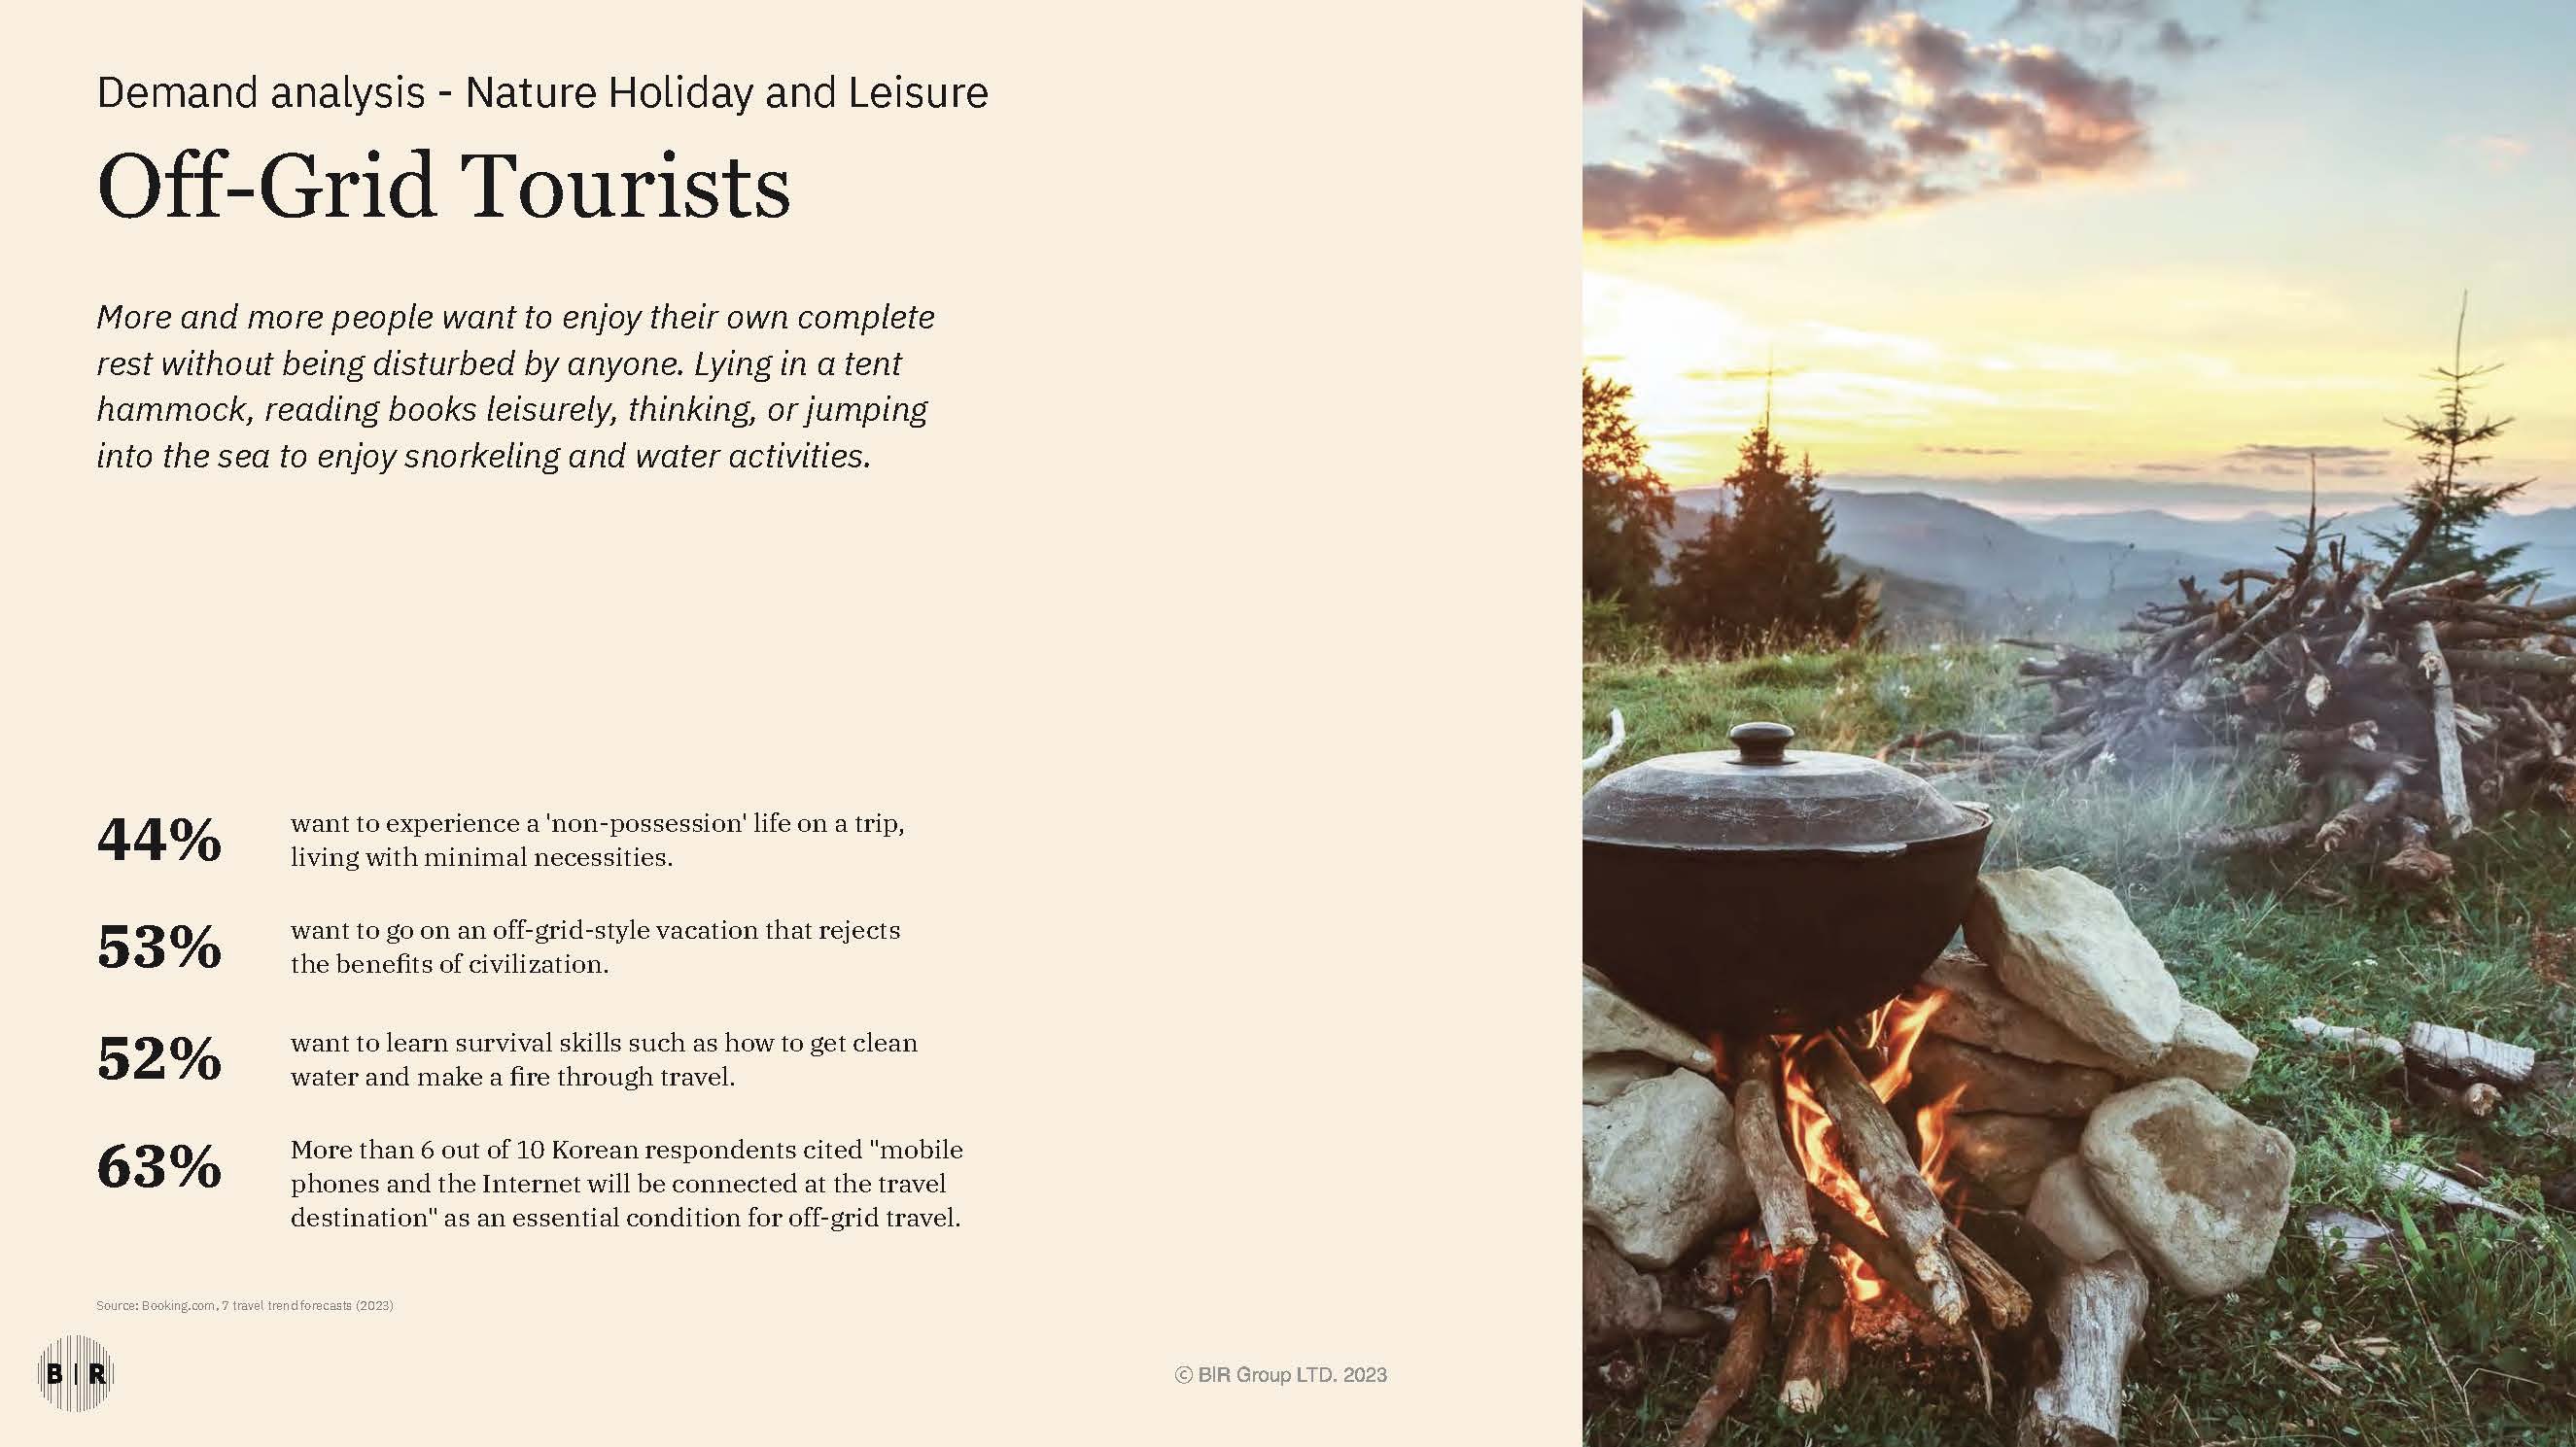 Demand analysis - Nature Holiday and Leisure
Off-Grid Tourists
More and more people want to enjoy their own complete
rest without being disturbed by anyone. Lying in a tent
hammock, reading books leisurely, thinking, or jumping
into the sea to enjoy snorkeling and water activities.
44%
want to experience a 'non-possession' life on a trip,
living with minimal necessities.
53%
want to go on an off-grid-style vacation that rejects
the benefits of civilization.
52%
want to learn survival skills such as how to get clean
water and make a fire through travel.
63%
More than 6 out of 10 Korean respondents cited "mobile
phones and the Internet will be connected at the travel
destination" as an essential condition for off-grid travel.
Source: Booking.com, 7 travel trend forecasts (2023)
B I R
© BIR Group LTD. 2023